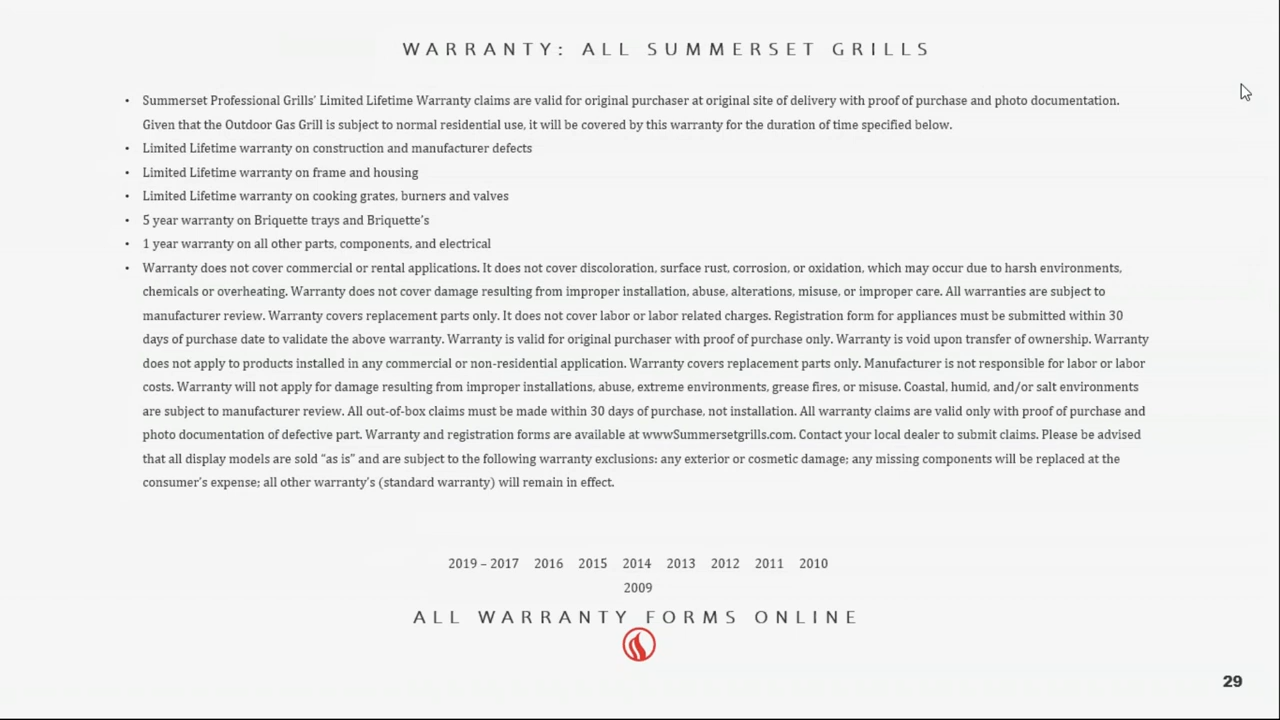 WARRANTY: ALL SUMMERSET GRILLS
• Summerset Professional Grills' Limited Lifetime Warranty claims are valid for original purchaser at original site of delivery with proof of purchase and photo documentation.
Given that the Outdoor Gas Grill is subject to normal residential use, it will be covered by this warranty for the duration of time specified below.
• Limited Lifetime warranty on construction and manufacturer defects
• Limited Lifetime warranty on frame and housing
• Limited Lifetime warranty on cooking grates, burners and valves
• 5 year warranty on Briquette trays and Briquette's
• 1 year warranty on all other parts, components, and electrical
• Warranty does not cover commercial or rental applications. It does not cover discoloration, surface rust, corrosion, or oxidation, which may occur due to harsh environments,
chemicals or overheating. Warranty does not cover damage resulting from improper installation, abuse, alterations, misuse, or improper care. All warranties are subject to
manufacturer review. Warranty covers replacement parts only. It does not cover labor or labor related charges. Registration form for appliances must be submitted within 30
days of purchase date to validate the above warranty. Warranty is valid for original purchaser with proof of purchase only. Warranty is void upon transfer of ownership. Warranty
does not apply to products installed in any commercial or non-residential application. Warranty covers replacement parts only. Manufacturer is not responsible for labor or labor
costs. Warranty will not apply for damage resulting from improper installations, abuse, extreme environments, grease fires, or misuse. Coastal, humid, and/or salt environments
are subject to manufacturer review. All out-of-box claims must be made within 30 days of purchase, not installation. All warranty claims are valid only with proof of purchase and
photo documentation of defective part. Warranty and registration forms are available at wwwSummersetgrills.com. Contact your local dealer to submit claims. Please be advised
that all display models are sold "as is" and are subject to the following warranty exclusions: any exterior or cosmetic damage; any missing components will be replaced at the
consumer's expense; all other warranty's (standard warranty) will remain in effect.
2019 – 2017 2016 2015 2014 2013 2012 2011 2010
2009
ALL WARRANTY FORMS ONLINE
29